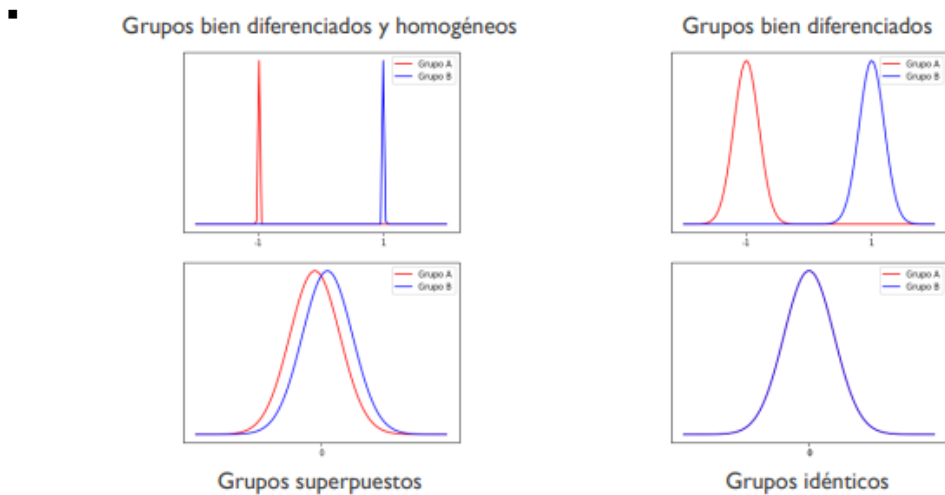 Grupos bien diferenciados y homogéneos
Grupos bien diferenciados
Grupo A
Grupo B
Grupo A
Grupo B
-1
1
-1
1
Grupo A
Grupo B
Grupo A
Grupo B
0
0
Grupos superpuestos
Grupos idénticos